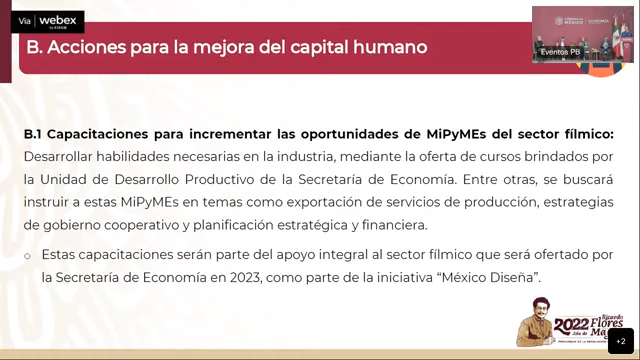 Via webex
by CISCO
B. Acciones para la mejora del capital humano
ECONOMÍA
Eventos PB
B.1 Capacitaciones para incrementar las oportunidades de MiPyMEs del sector fílmico:
Desarrollar habilidades necesarias en la industria, mediante la oferta de cursos brindados por
la Unidad de Desarrollo Productivo de la Secretaría de Economía. Entre otras, se buscará
instruir a estas MiPyMEs en temas como exportación de servicios de producción, estrategias
de gobierno cooperativo y planificación estratégica y financiera.
Estas capacitaciones serán parte del apoyo integral al sector fílmico que será ofertado por
la Secretaría de Economía en 2023, como parte de la iniciativa “México Diseña”.
2022 Ricardo
Año de Flores
+2